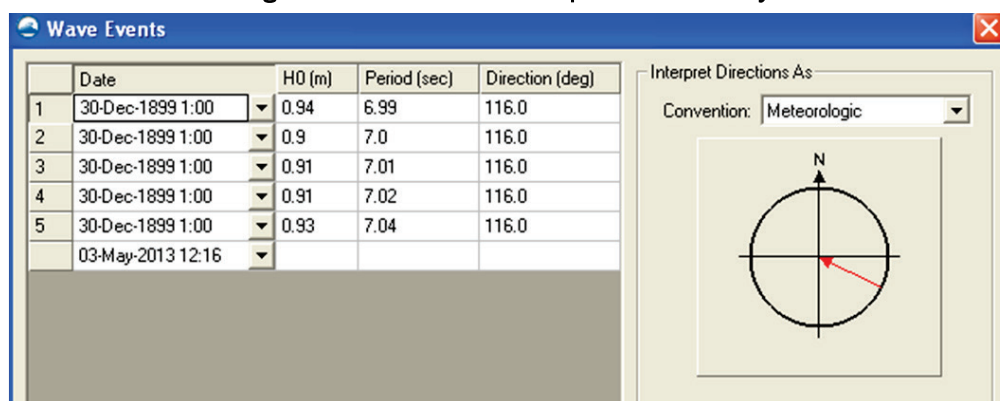 Wave Events
Date H0 (m) Period (sec) Direction (deg)
1 30-Dec-1899 1:00 0.94 6.99 116.0
2 30-Dec-1899 1:00 0.9 7.0 116.0
3 30-Dec-1899 1:00 0.91 7.01 116.0
4 30-Dec-1899 1:00 0.91 7.02 116.0
5 30-Dec-1899 1:00 0.93 7.04 116.0
03-May-2013 12:16
Interpret Directions As
Convention: Meteorologic
N